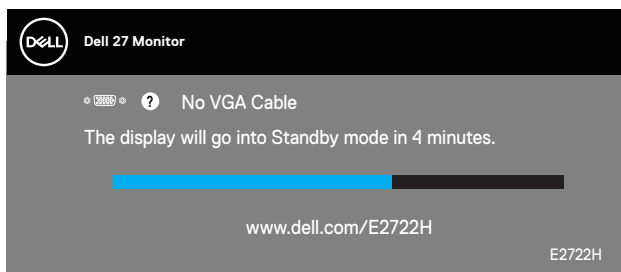 DELL
Dell 27 Monitor
? No VGA Cable
The display will go into Standby mode in 4 minutes.
www.dell.com/E2722H
E2722H